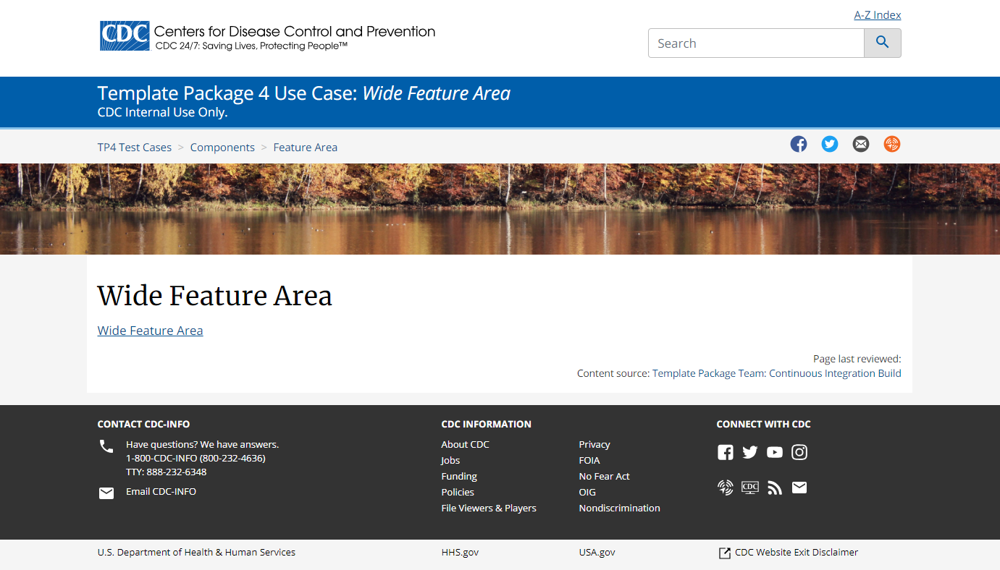 A-Z Index
CDC Centers for Disease Control and Prevention
CDC 24/7: Saving Lives, Protecting People™
Search
Template Package 4 Use Case: Wide Feature Area
CDC Internal Use Only.
TP4 Test Cases > Components > Feature Area
Wide Feature Area
Wide Feature Area
Page last reviewed:
Content source: Template Package Team: Continuous Integration Build
CONTACT CDC-INFO
Have questions? We have answers.
1-800-CDC-INFO (800-232-4636)
TTY: 888-232-6348
Email CDC-INFO
CDC INFORMATION
About CDC
Jobs
Funding
Policies
File Viewers & Players
Privacy
FOIA
No Fear Act
OIG
Nondiscrimination
CONNECT WITH CDC
CDC
U.S. Department of Health & Human Services
HHS.gov
USA.gov
CDC Website Exit Disclaimer